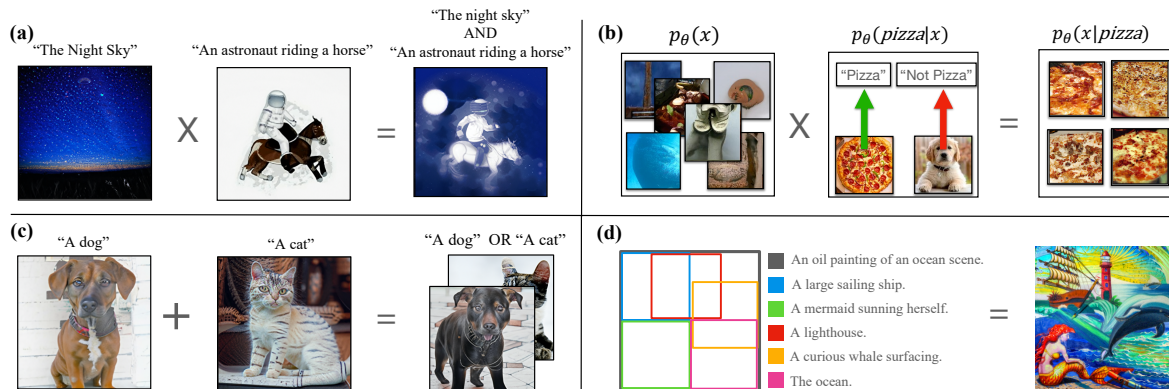 (a)
“The Night Sky”
“An astronaut riding a horse”
“The night sky”
AND
“An astronaut riding a horse”
X
=
(b)
pθ(x)
pθ(pizza|x)
pθ(x|pizza)
“Pizza”
“Not Pizza”
X
=
(c)
“A dog”
“A cat”
“A dog” OR “A cat”
+
=
(d)
An oil painting of an ocean scene.
A large sailing ship.
A mermaid sunning herself.
A lighthouse.
A curious whale surfacing.
The ocean.
=